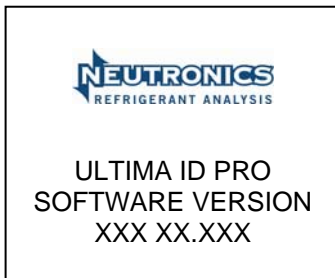 NEUTRONICS
REFRIGERANT ANALYSIS
ULTIMA ID PRO
SOFTWARE VERSION
XXX XX.XXX